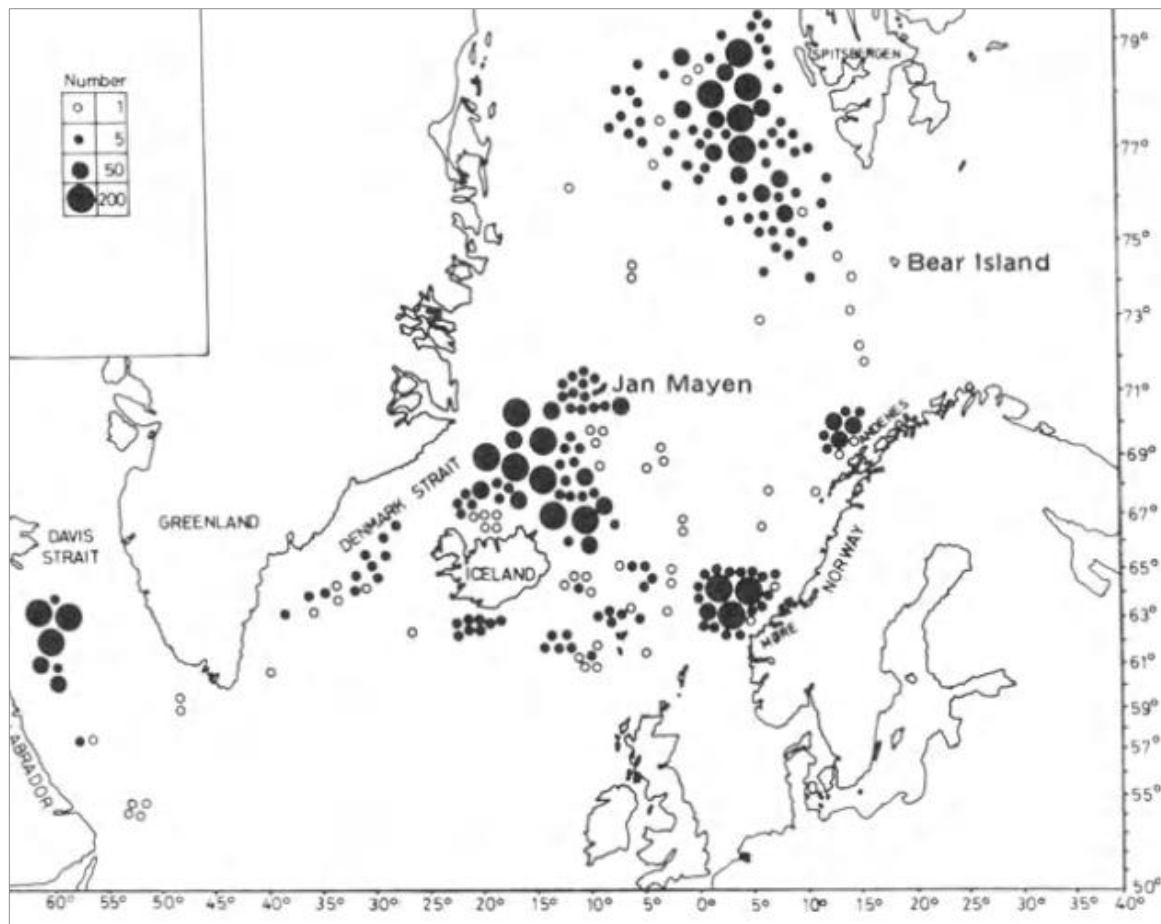 Number
1
5
50
200
SPITSBERGEN
79°
77°
75°
Bear Island
73°
Jan Mayen
71°
ANDENES
69°
DENMARK STRAIT
GREENLAND
67°
DAVIS
STRAIT
ICELAND
NORWAY
65°
63°
MØRE
61°
59°
57°
ABRADOR
55°
50°
60° 55° 50° 45° 40° 35° 30° 25° 20° 15° 10° 5° 0° 5° 10° 15° 20° 25° 30° 35° 40°